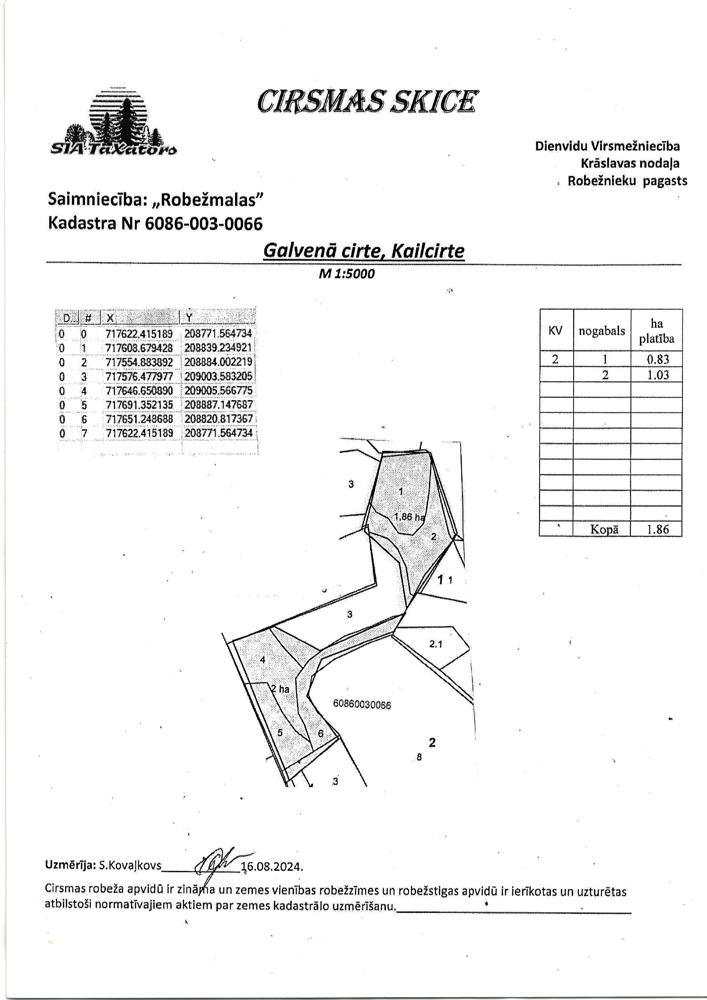 CIRSMAS SKICE
SIA Taxators
Dienvidu Virsmežniecība
Krāslavas nodaļa
Robežnieku pagasts
Saimniecība: „Robežmalas”
Kadastra Nr 6086-003-0066
Galvenā cirte, Kailcirte
M 1:5000
D... # X Y
0 0 717622.415189 208771.564734
0 1 717608.679428 208839.234921
0 2 717554.883892 208884.002219
0 3 717576.477977 209003.583205
0 4 717646.650890 209005.566775
0 5 717691.352135 208887.147687
0 6 717651.248688 208820.817367
0 7 717622.415189 208771.564734
KV nogabals ha platība
2 1 0.83
2 1.03
Kopā 1.86
3
1
1,86 ha
2
1 1
3
2.1
4
2 ha
60860030066
5
6
2
8
3
Uzmērīja: S.Kovaļkovs 16.08.2024.
Cirsmas robeža apvidū ir zināma un zemes vienības robežzīmes un robežstigas apvidū ir ierīkotas un uzturētas
atbilstoši normatīvajiem aktiem par zemes kadastrālo uzmērīšanu.